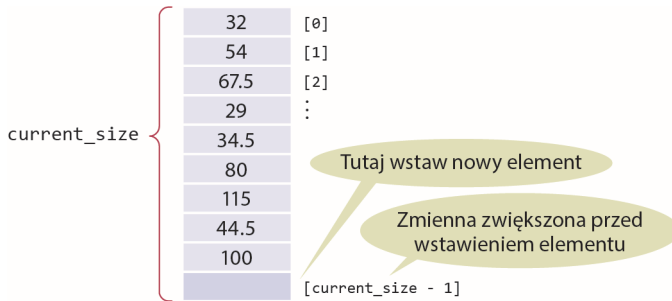 32 [0]
54 [1]
67.5 [2]
29 ⋮
current_size
34.5
80
Tutaj wstaw nowy element
115
44.5
Zmienna zwiększona przed
wstawieniem elementu
100
[current_size - 1]